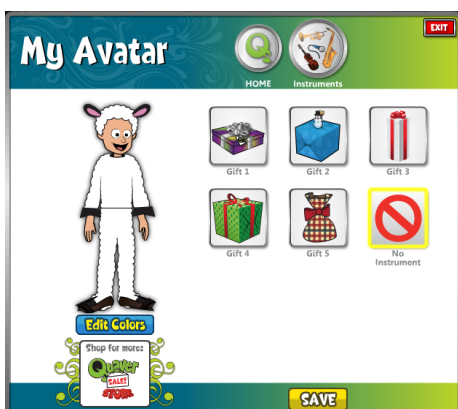 EXIT
My Avatar
Q
HOME
Instruments
Gift 1
Gift 2
Gift 3
Gift 4
Gift 5
No
Instrument
Edit Colors
Shop for more:
Quaver
SALE!
STORE
SAVE